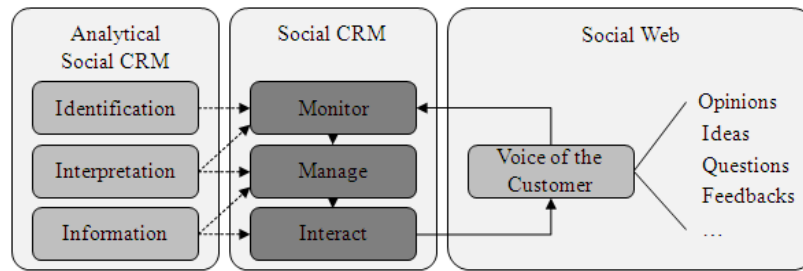 Analytical
Social CRM
Identification
Interpretation
Information
Social CRM
Monitor
Manage
Interact
Social Web
Voice of the
Customer
Opinions
Ideas
Questions
Feedbacks
…